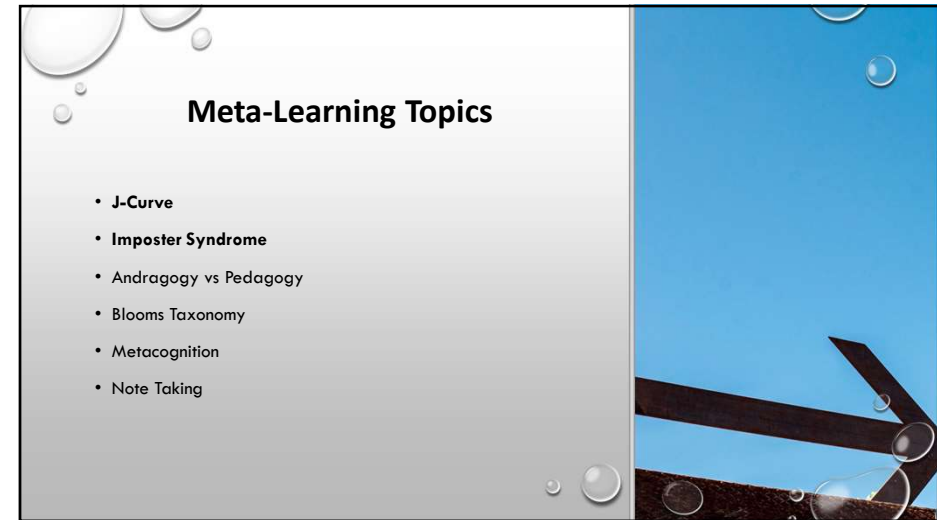 Meta-Learning Topics
• J-Curve
• Imposter Syndrome
• Andragogy vs Pedagogy
• Blooms Taxonomy
• Metacognition
• Note Taking